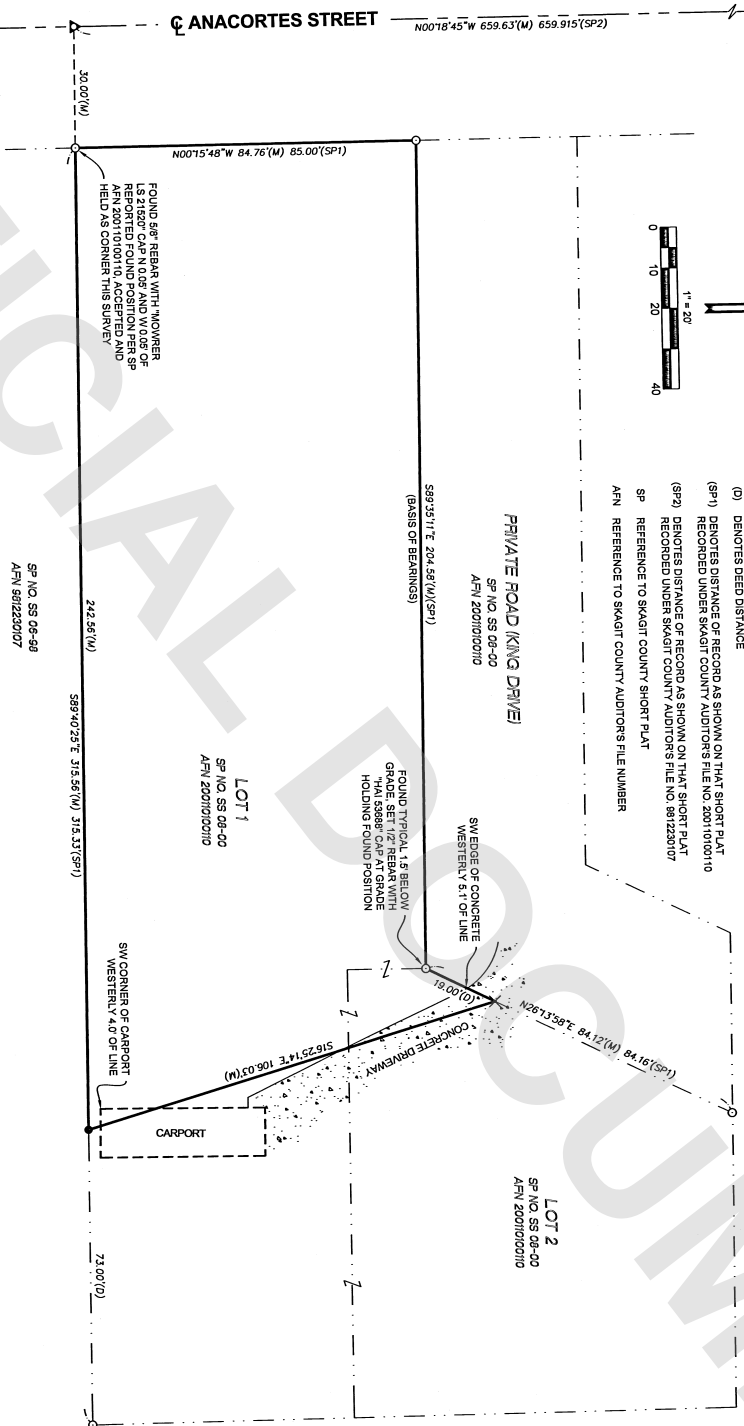 ℄ ANACORTES STREET
N00°18'45"W 659.63'(M) 659.915'(SP2)
30.00'(M)
N00°15'48"W 84.76'(M) 85.00'(SP1)
FOUND 5/8" REBAR WITH "MOWRER
LS 21520" CAP N 0.05' AND W 0.05' OF
REPORTED FOUND POSITION PER SP
AFN 200110100110, ACCEPTED AND
HELD AS CORNER THIS SURVEY
1" = 20'
0 10 20 40
(D) DENOTES DEED DISTANCE
(SP1) DENOTES DISTANCE OF RECORD AS SHOWN ON THAT SHORT PLAT
RECORDED UNDER SKAGIT COUNTY AUDITOR'S FILE NO. 200110100110
(SP2) DENOTES DISTANCE OF RECORD AS SHOWN ON THAT SHORT PLAT
RECORDED UNDER SKAGIT COUNTY AUDITOR'S FILE NO. 9812230107
SP REFERENCE TO SKAGIT COUNTY SHORT PLAT
AFN REFERENCE TO SKAGIT COUNTY AUDITOR'S FILE NUMBER
PRIVATE ROAD (KING DRIVE)
SP NO. SS 08-00
AFN 200110100110
S89°35'11"E 204.58'(M)(SP1)
(BASIS OF BEARINGS)
SW EDGE OF CONCRETE
WESTERLY 5.1' OF LINE
FOUND TYPICAL 1.5' BELOW
GRADE, SET 1/2" REBAR WITH
"HAI 53688" CAP AT GRADE
HOLDING FOUND POSITION
19.00'(D)
N26°13'58"E 84.12'(M) 84.16'(SP1)
CONCRETE DRIVEWAY
S16°25'14"E 106.03'(M)
LOT 1
SP NO. SS 08-00
AFN 200110100110
LOT 2
SP NO. SS 08-00
AFN 200110100110
SW CORNER OF CARPORT
WESTERLY 4.0' OF LINE
CARPORT
242.56'(M)
S89°40'25"E 315.56'(M) 315.33'(SP1)
73.00'(D)
SP NO. SS 06-98
AFN 9812230107
CIAL DOCUM